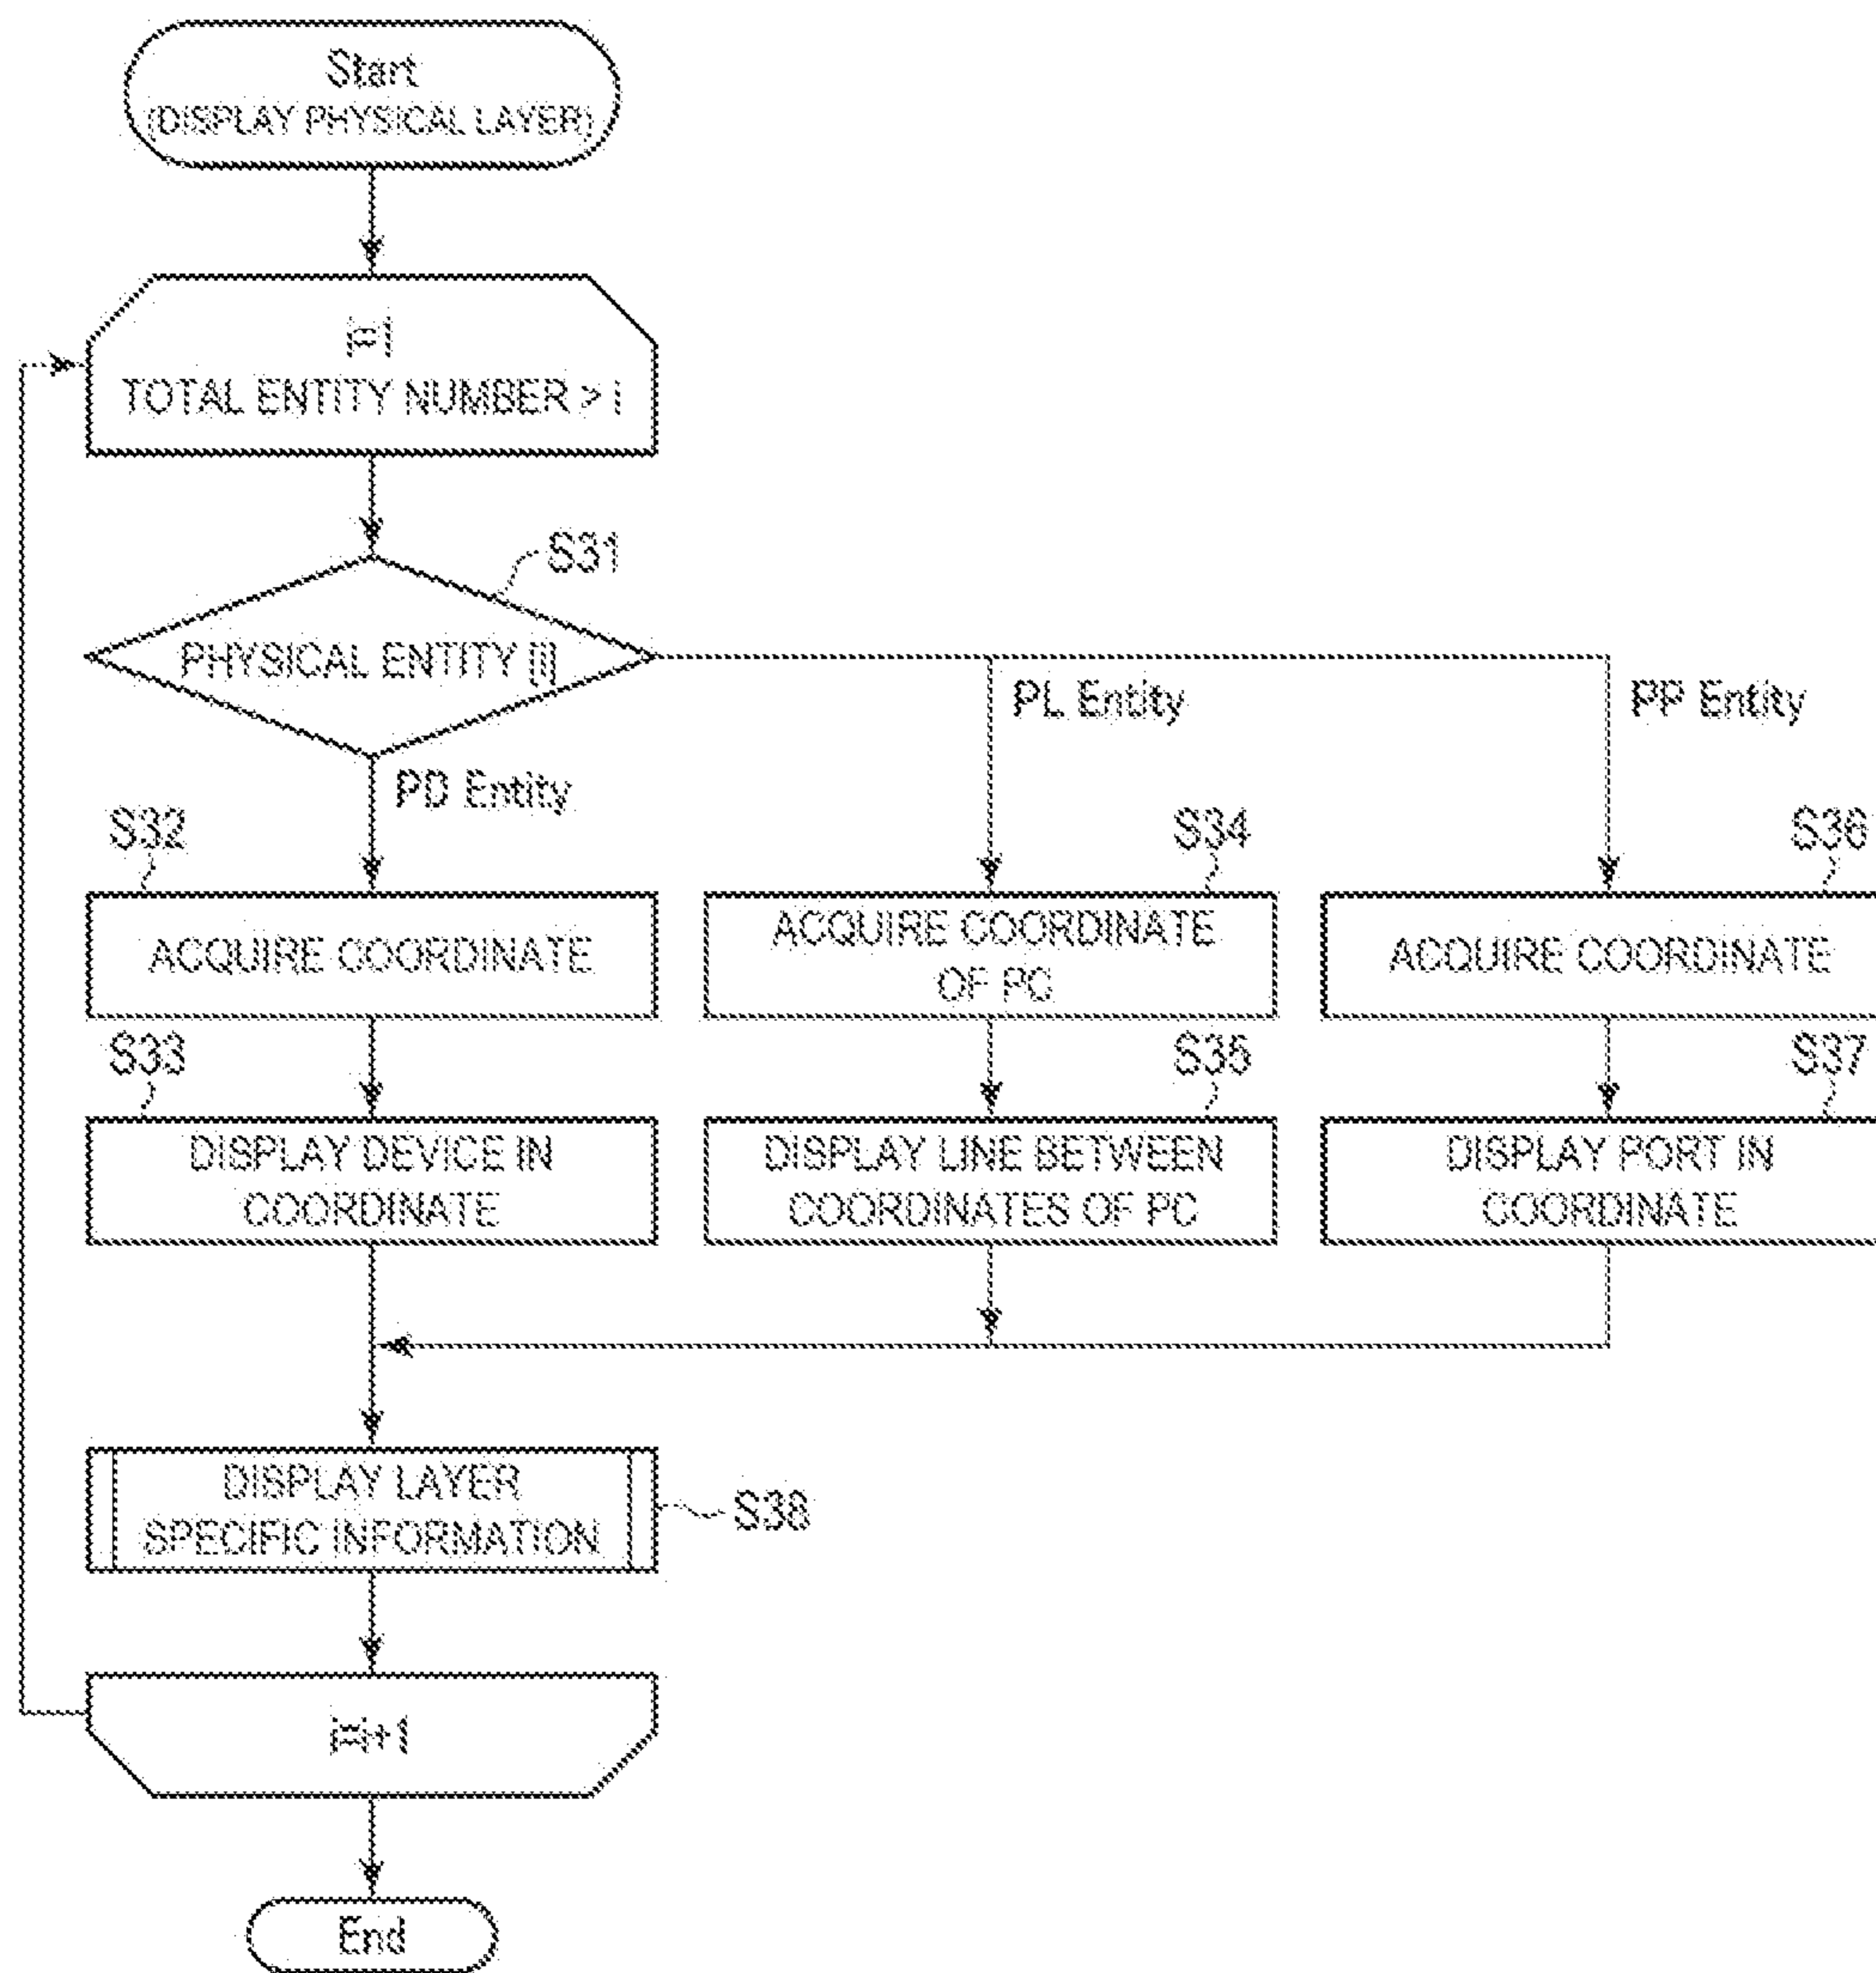 Start
(DISPLAY PHYSICAL LAYER)
i=1
TOTAL ENTITY NUMBER > i
S31
PHYSICAL ENTITY [i]
PL Entity
PP Entity
PD Entity
S32
S34
S36
ACQUIRE COORDINATE
ACQUIRE COORDINATE
OF PC
ACQUIRE COORDINATE
S33
S35
S37
DISPLAY DEVICE IN
COORDINATE
DISPLAY LINE BETWEEN
COORDINATES OF PC
DISPLAY PORT IN
COORDINATE
DISPLAY LAYER
SPECIFIC INFORMATION
S38
i=i+1
End